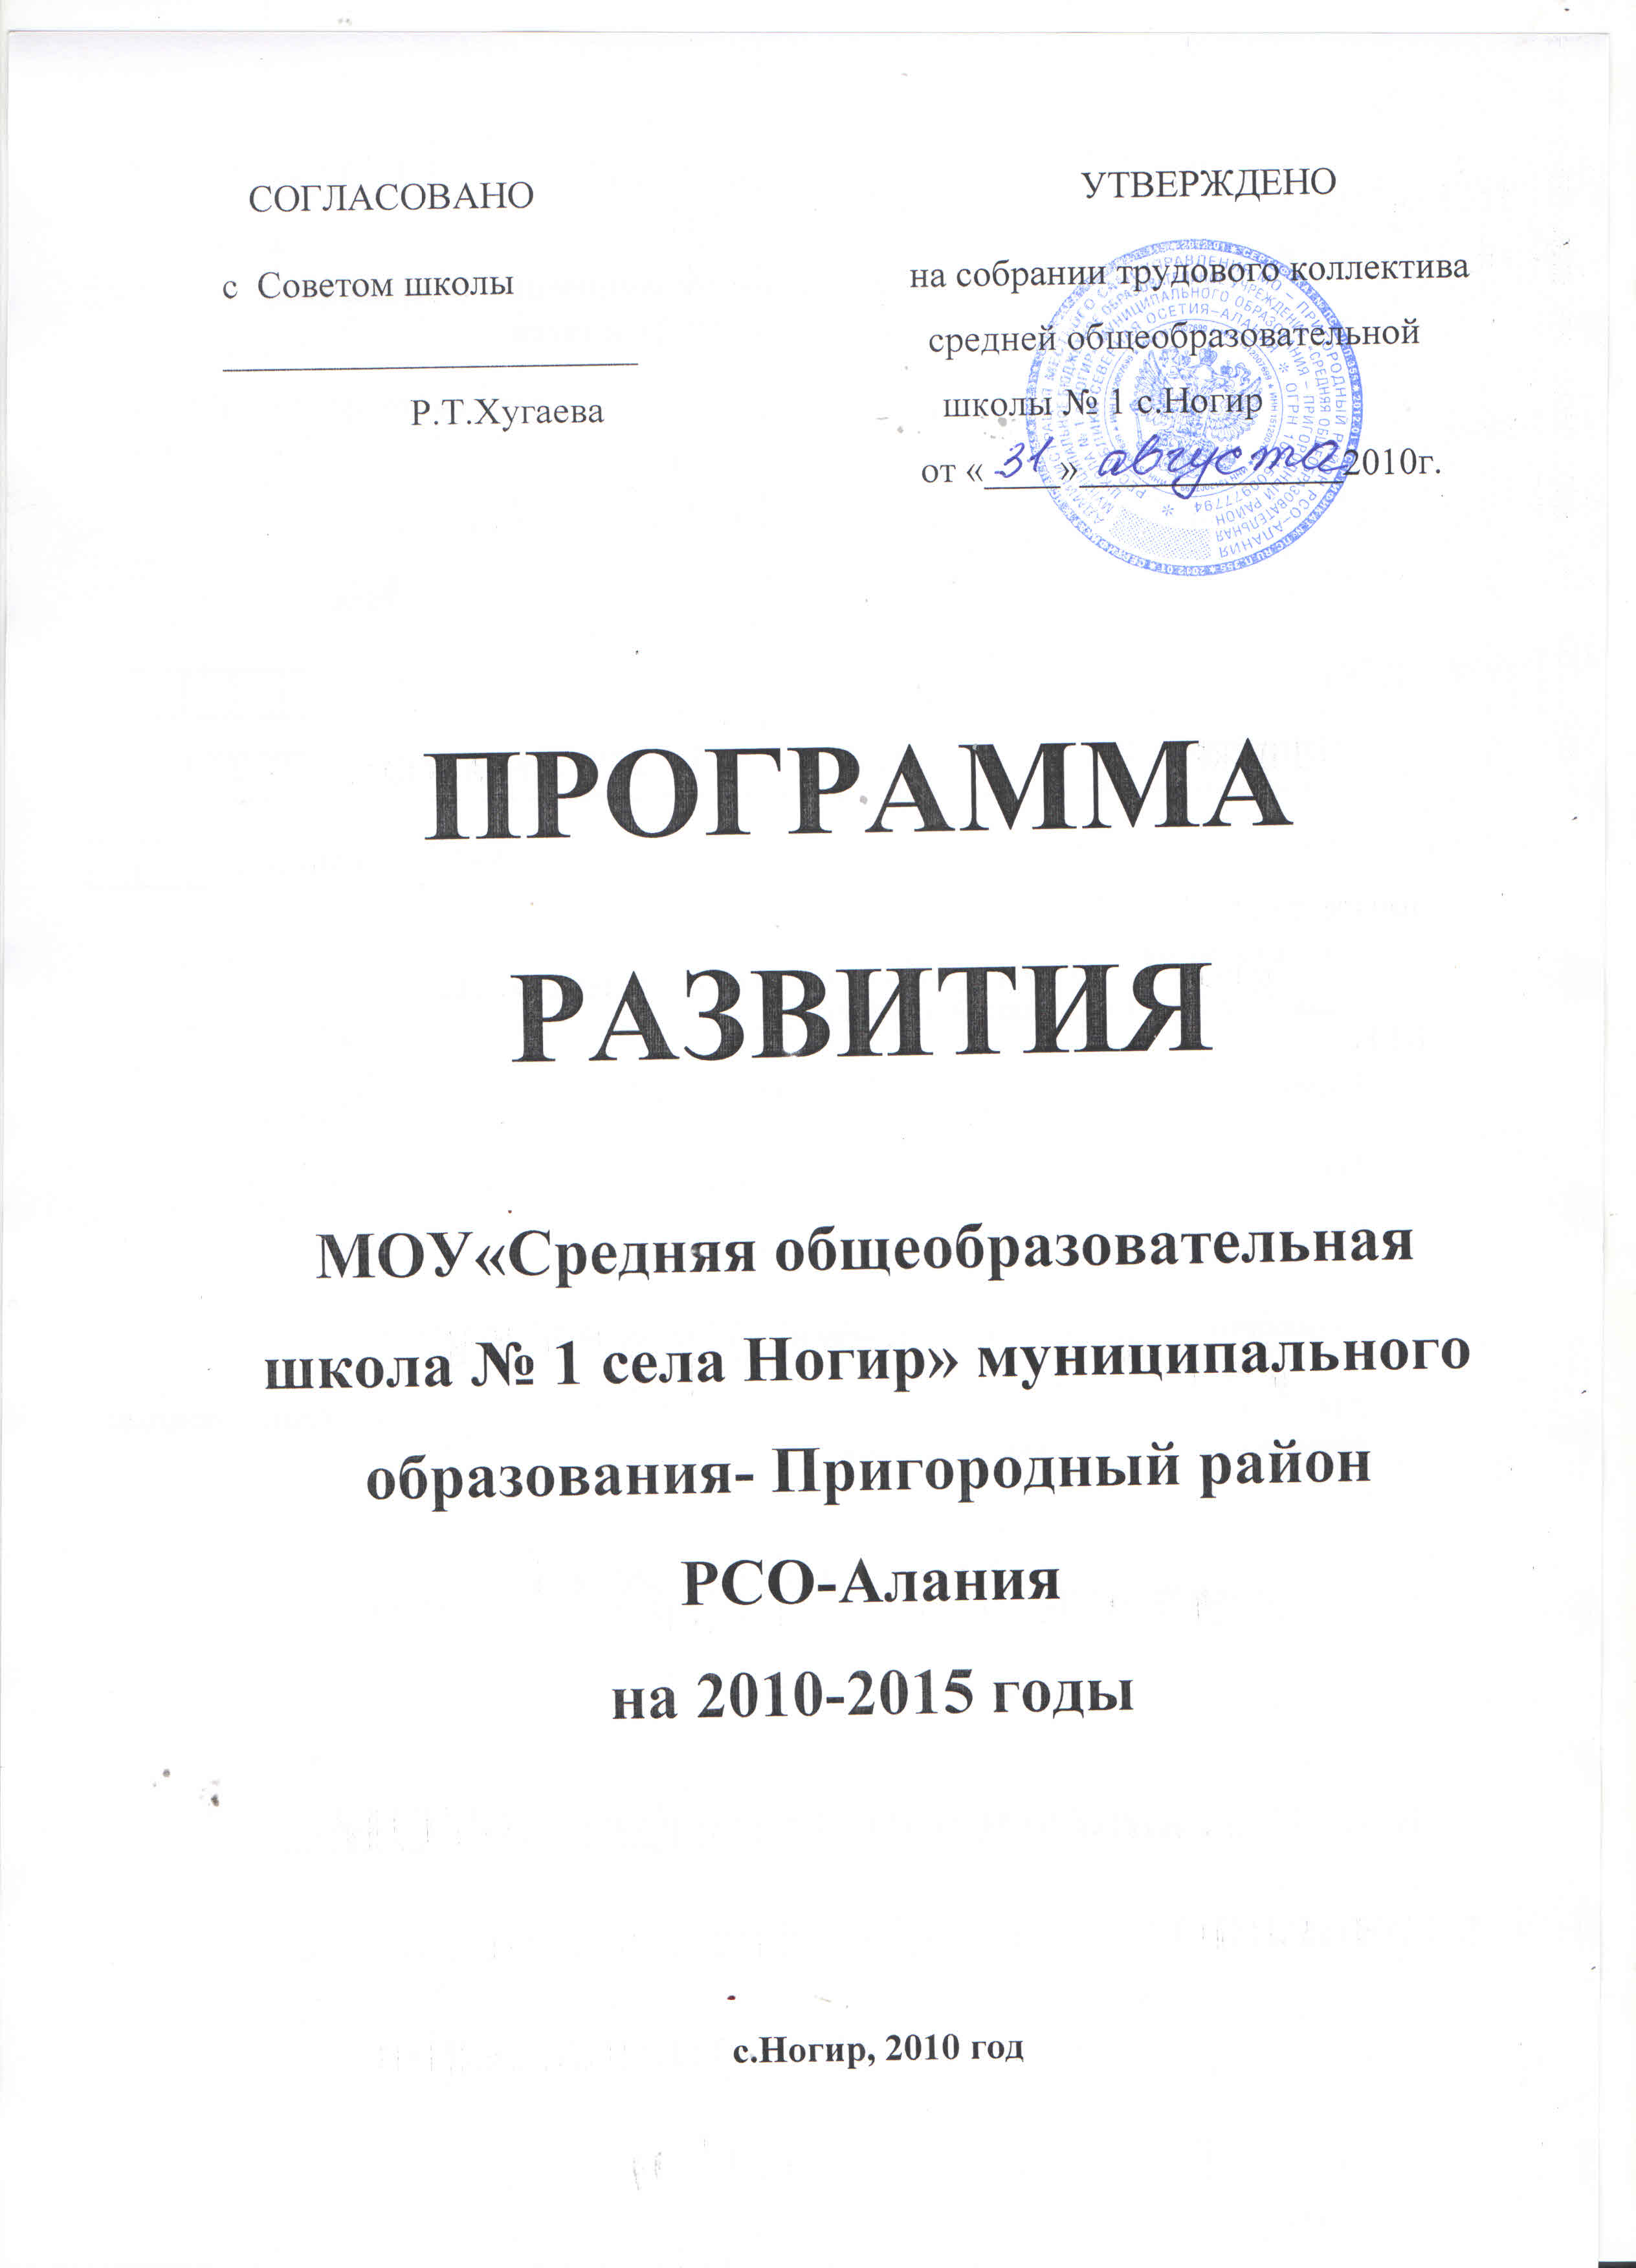 СОГЛАСОВАНО
с Советом школы
Р.Т.Хугаева
УТВЕРЖДЕНО
на собрании трудового коллектива
средней общеобразовательной
школы № 1 с.Ногир
от «31» августа 2010г.
ПРОГРАММА
РАЗВИТИЯ
МОУ«Средняя общеобразовательная
школа № 1 села Ногир» муниципального
образования- Пригородный район
РСО-Алания
на 2010-2015 годы
с.Ногир, 2010 год